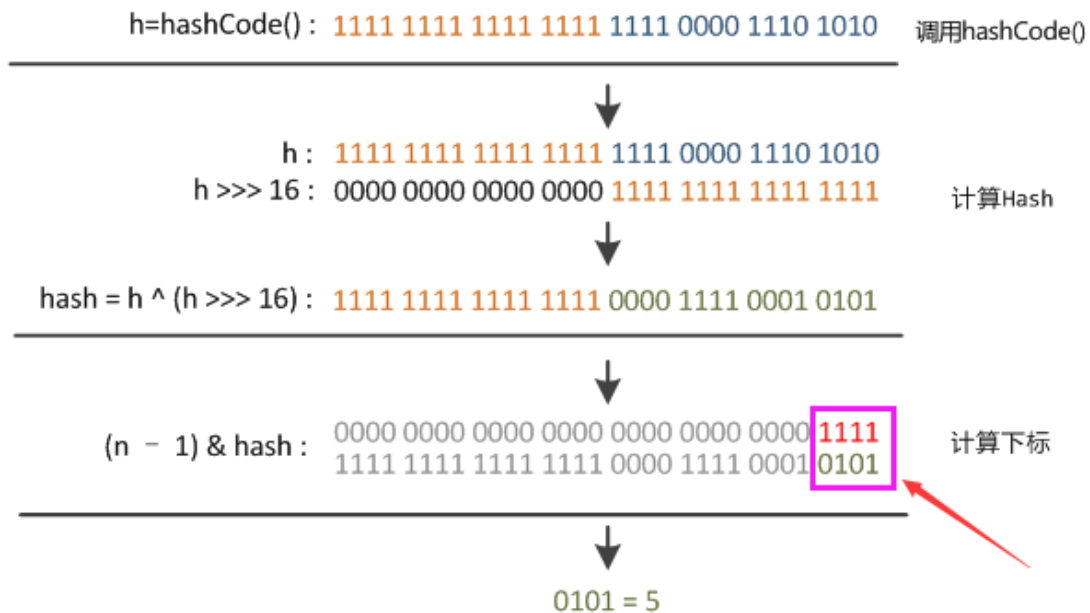 h=hashCode() : 1111 1111 1111 1111 1111 0000 1110 1010 调用hashCode()
h : 1111 1111 1111 1111 1111 0000 1110 1010
h >>> 16 : 0000 0000 0000 0000 1111 1111 1111 1111
计算Hash
hash = h ^ (h >>> 16) : 1111 1111 1111 1111 0000 1111 0001 0101
0000 0000 0000 0000 0000 0000 0000 1111
(n - 1) & hash : 计算下标
1111 1111 1111 1111 0000 1111 0001 0101
0101 = 5